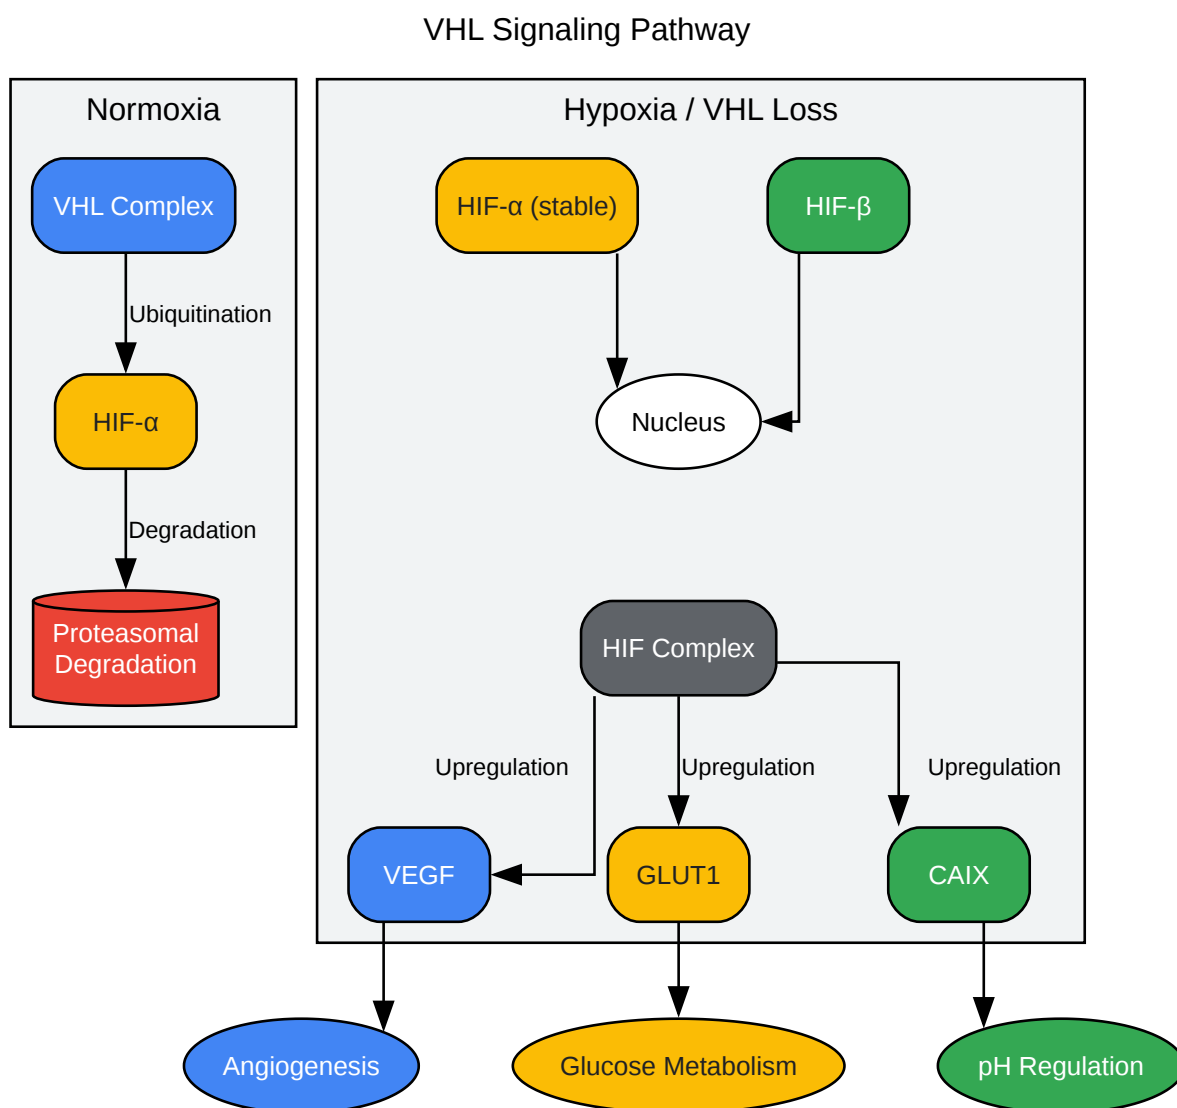 VHL Signaling Pathway
Normoxia
VHL Complex
Ubiquitination
HIF-α
Degradation
Proteasomal
Degradation
Hypoxia / VHL Loss
HIF-α (stable)
HIF-β
Nucleus
HIF Complex
Upregulation
Upregulation
Upregulation
VEGF
GLUT1
CAIX
Angiogenesis
Glucose Metabolism
pH Regulation